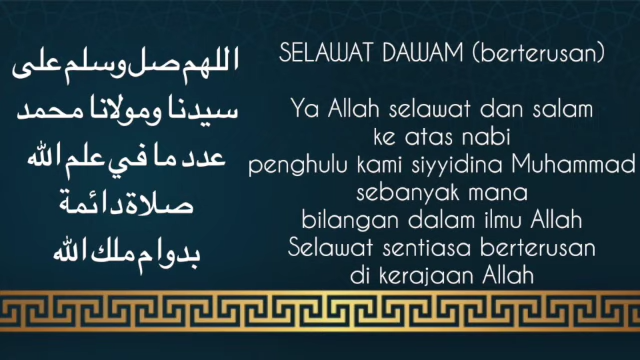 اللهم صل وسلم على
سيدنا ومولانا محمد
عدد ما في علم الله
صلاة دائمة
بدوام ملك الله
SELAWAT DAWAM (berterusan)
Ya Allah selawat dan salam
ke atas nabi
penghulu kami siyyidina Muhammad
sebanyak mana
bilangan dalam ilmu Allah
Selawat sentiasa berterusan
di kerajaan Allah